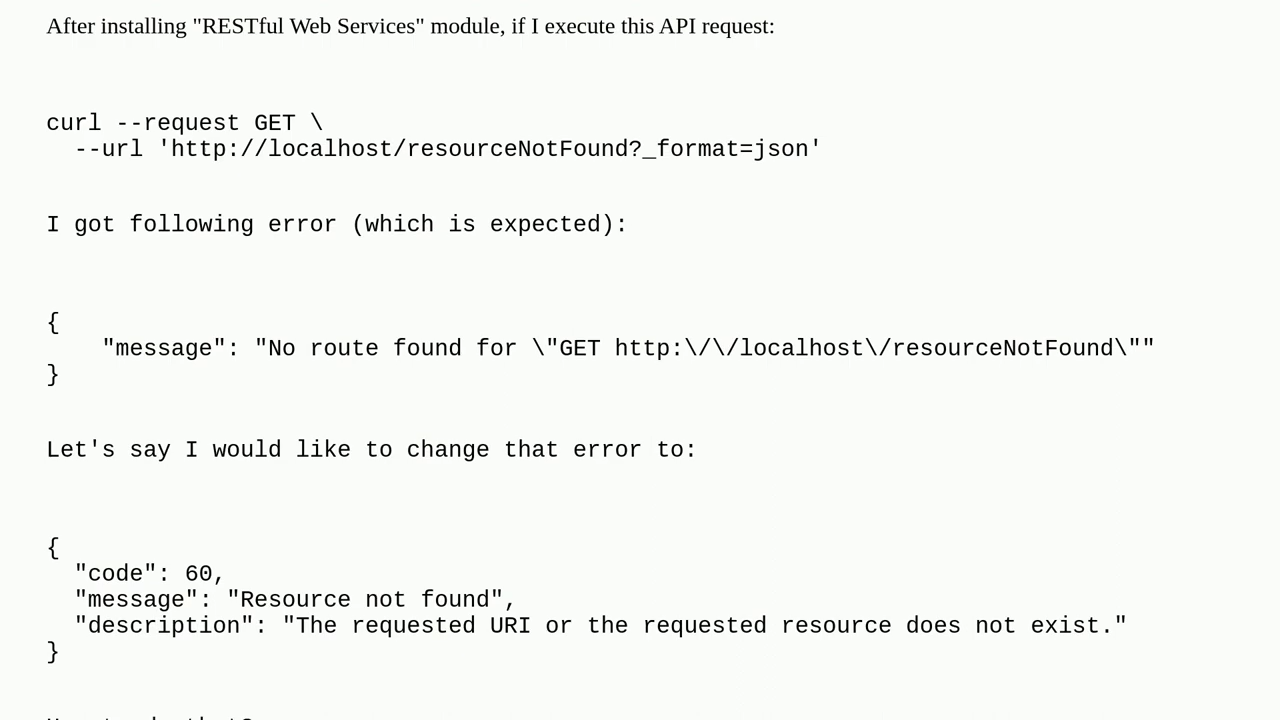 After installing "RESTful Web Services" module, if I execute this API request:
curl --request GET \
  --url 'http://localhost/resourceNotFound?_format=json'
I got following error (which is expected):
{
    "message": "No route found for \"GET http:\/\/localhost\/resourceNotFound\""
}
Let's say I would like to change that error to:
{
  "code": 60,
  "message": "Resource not found",
  "description": "The requested URI or the requested resource does not exist."
}